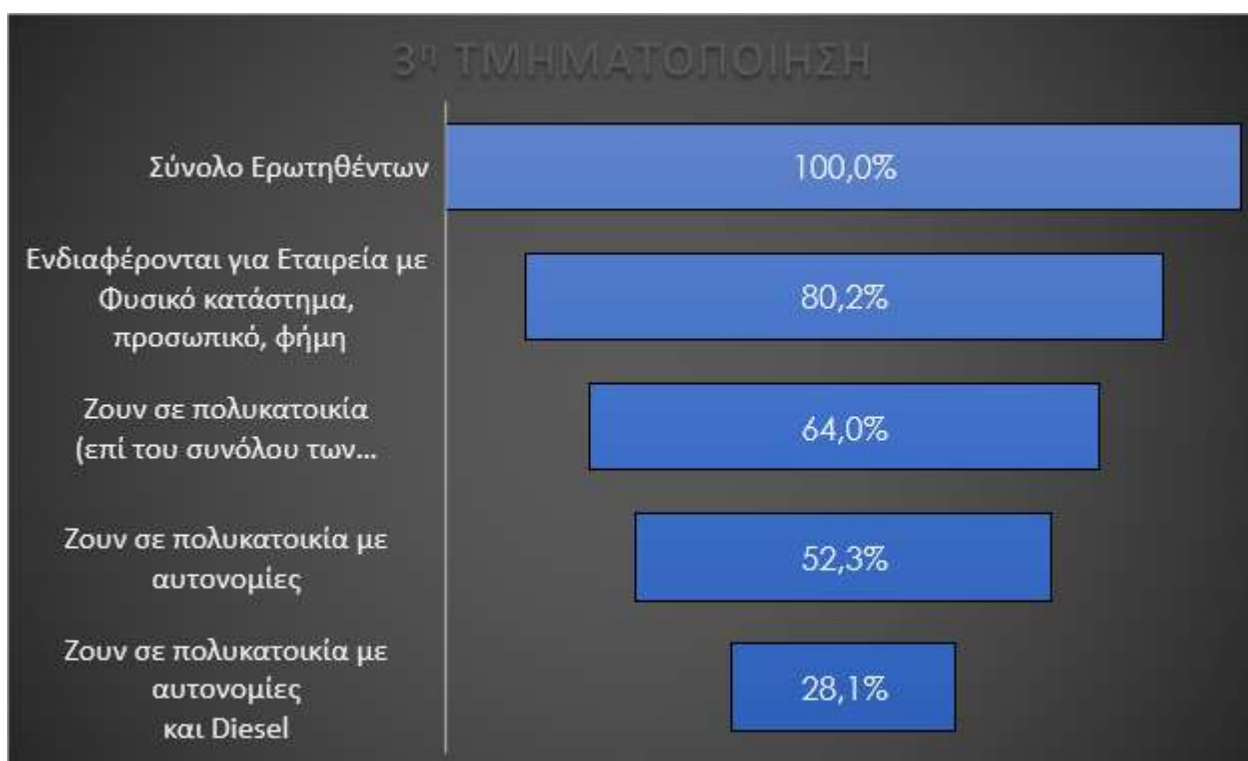 3η ΤΜΗΜΑΤΟΠΟΙΗΣΗ
Σύνολο Ερωτηθέντων
100,0%
Ενδιαφέρονται για Εταιρεία με
Φυσικό κατάστημα,
προσωπικό, φήμη
80,2%
Ζουν σε πολυκατοικία
(επί του συνόλου των...
64,0%
Ζουν σε πολυκατοικία με
αυτονομίες
52,3%
Ζουν σε πολυκατοικία με
αυτονομίες
και Diesel
28,1%